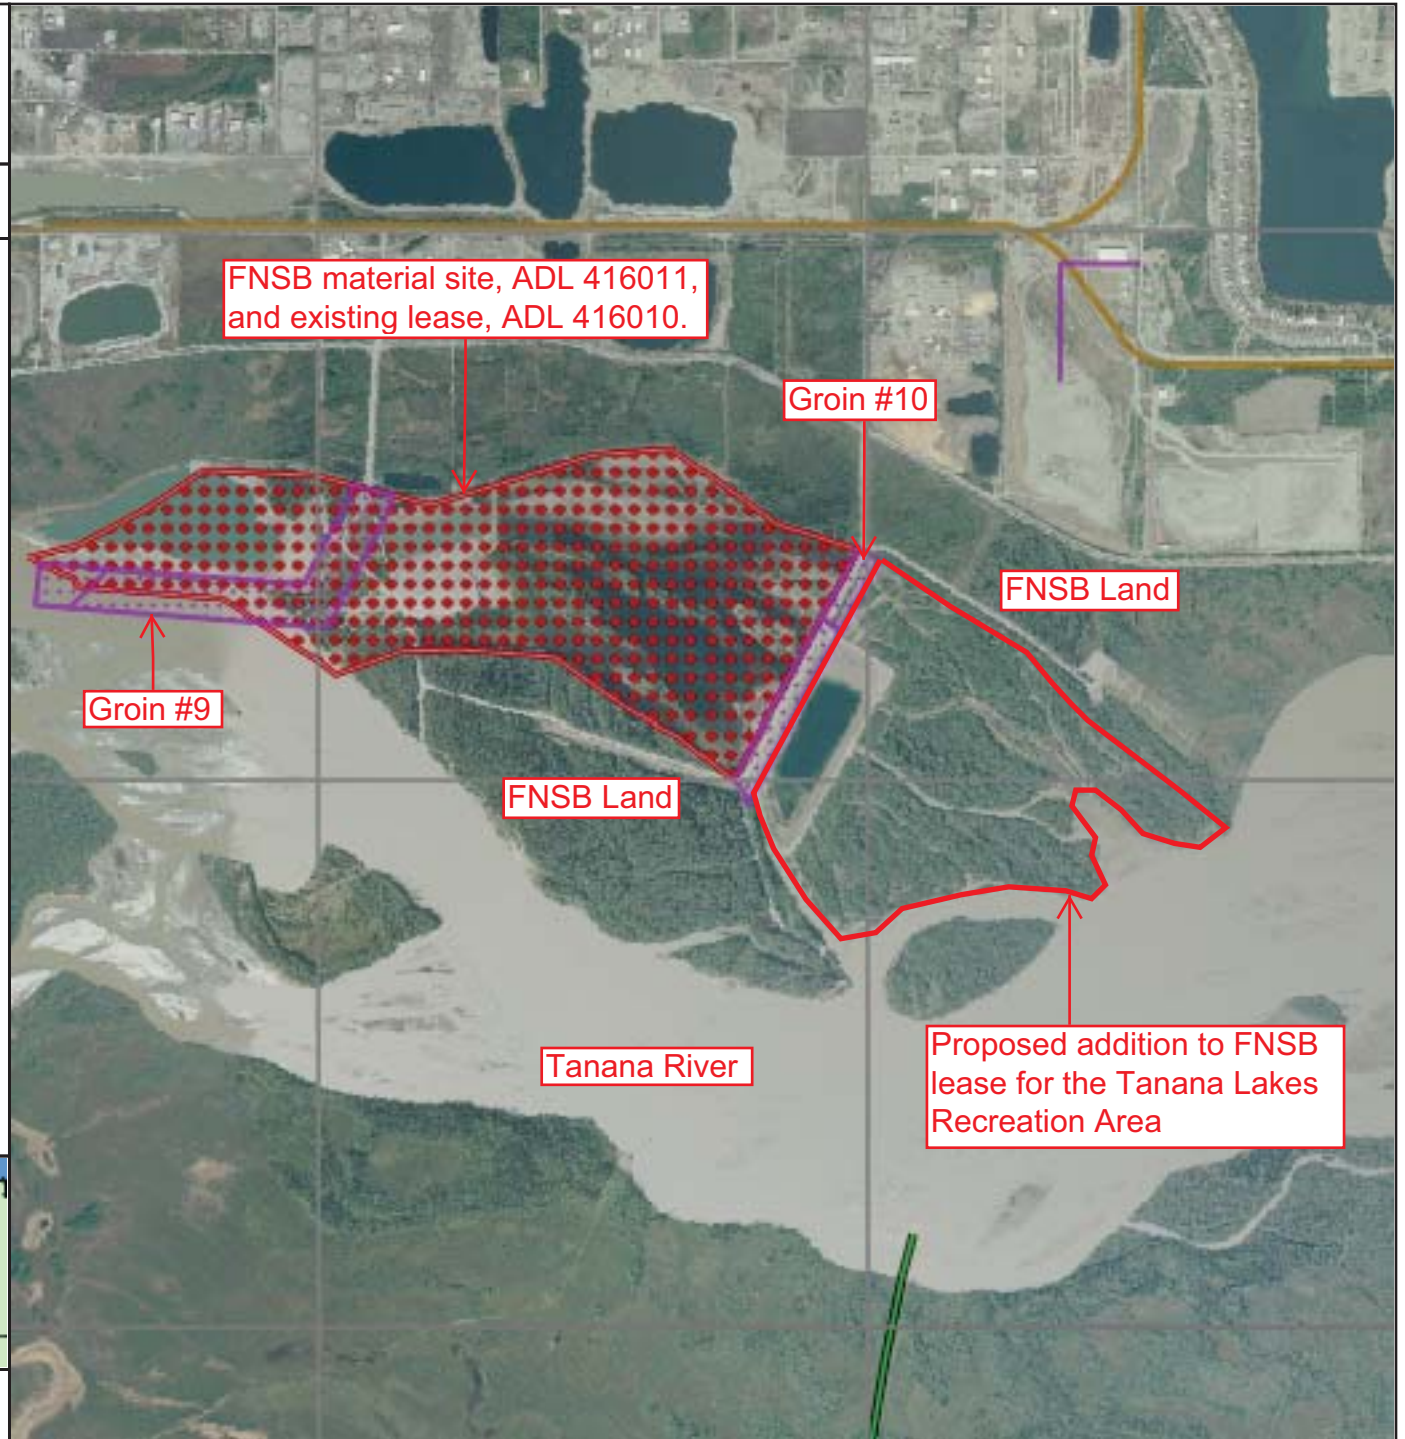 FNSB material site, ADL 416011,
and existing lease, ADL 416010.
Groin #10
FNSB Land
Groin #9
FNSB Land
Tanana River
Proposed addition to FNSB
lease for the Tanana Lakes
Recreation Area